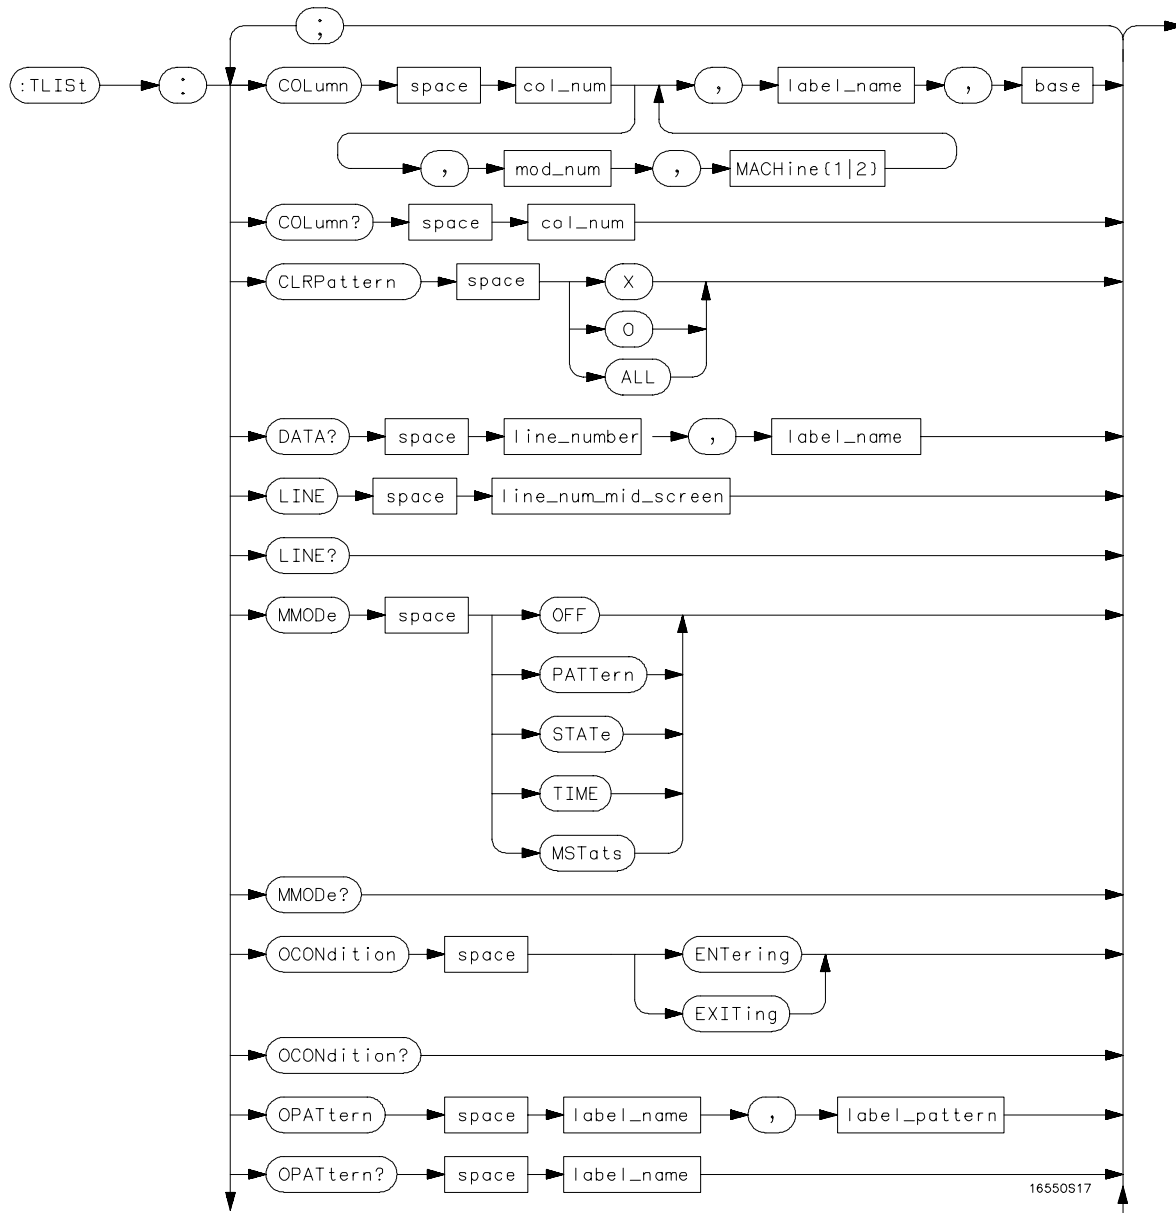 ;
:TLISt : COLumn space col_num , label_name , base
, mod_num , MACHine{1|2}
COLumn? space col_num
CLRPattern space X
O
ALL
DATA? space line_number , label_name
LINE space line_num_mid_screen
LINE?
MMODe space OFF
PATTern
STATe
TIME
MSTats
MMODe?
OCONdition space ENTering
EXITing
OCONdition?
OPATtern space label_name , label_pattern
OPATtern? space label_name
16550S17